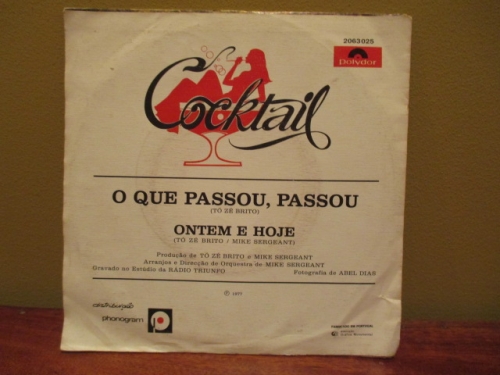 2063025
Polydor
Cocktail
O QUE PASSOU, PASSOU
(TÓ ZÉ BRITO)
ONTEM E HOJE
(TÓ ZÉ BRITO / MIKE SERGEANT)
Produção de TÓ ZÉ BRITO e MIKE SERGEANT
Arranjos e Direcção de Orquestra de MIKE SERGEANT
Gravado no Estúdio da RÁDIO TRIUNFO Fotografia de ABEL DIAS
℗ 1977
phonogram